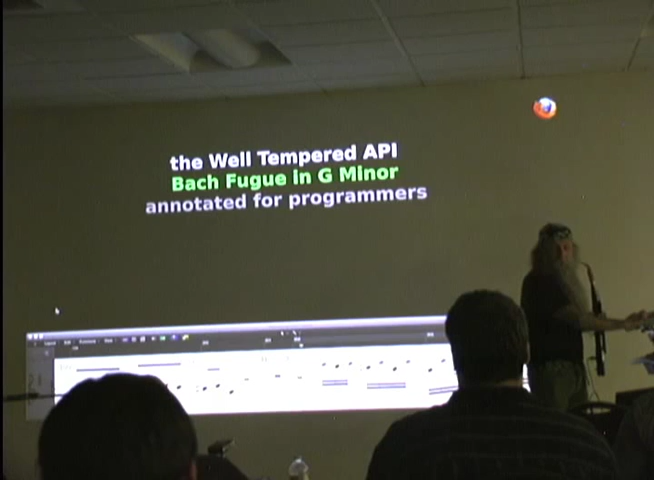 the Well Tempered API
Bach Fugue in G Minor
annotated for programmers